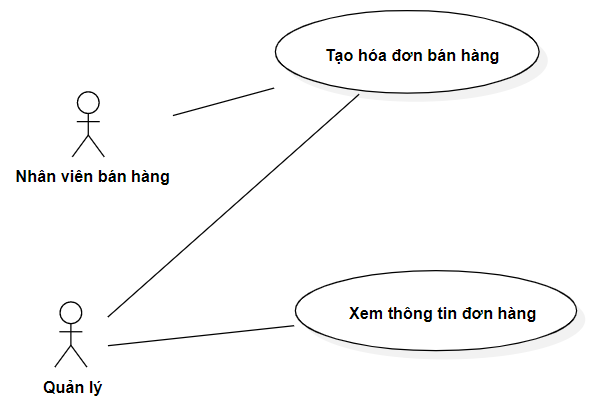 Tạo hóa đơn bán hàng
Nhân viên bán hàng
Xem thông tin đơn hàng
Quản lý